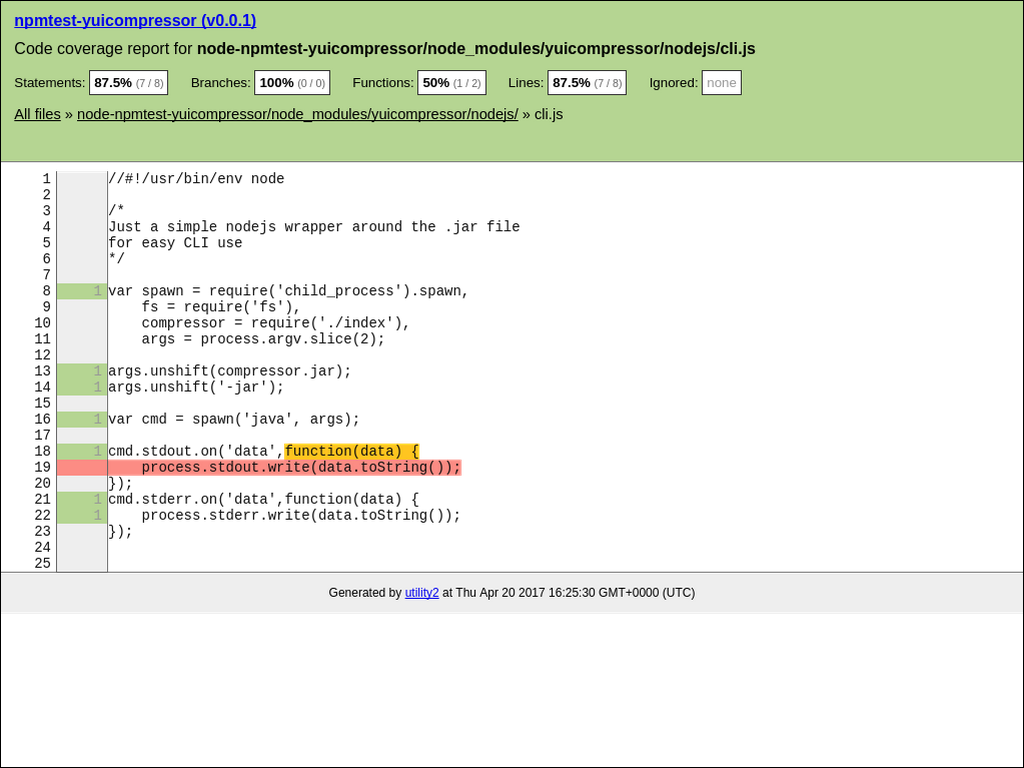 npmtest-yuicompressor (v0.0.1)
Code coverage report for node-npmtest-yuicompressor/node_modules/yuicompressor/nodejs/cli.js
Statements: 87.5% (7 / 8) Branches: 100% (0 / 0) Functions: 50% (1 / 2) Lines: 87.5% (7 / 8) Ignored: none
All files » node-npmtest-yuicompressor/node_modules/yuicompressor/nodejs/ » cli.js
1 //#!/usr/bin/env node
2
3 /*
4 Just a simple nodejs wrapper around the .jar file
5 for easy CLI use
6 */
7
8 1 var spawn = require('child_process').spawn,
9     fs = require('fs'),
10     compressor = require('./index'),
11     args = process.argv.slice(2);
12
13 1 args.unshift(compressor.jar);
14 1 args.unshift('-jar');
15
16 1 var cmd = spawn('java', args);
17
18 1 cmd.stdout.on('data',function(data) {
19     process.stdout.write(data.toString());
20 });
21 1 cmd.stderr.on('data',function(data) {
22 1     process.stderr.write(data.toString());
23 });
24
25
Generated by utility2 at Thu Apr 20 2017 16:25:30 GMT+0000 (UTC)